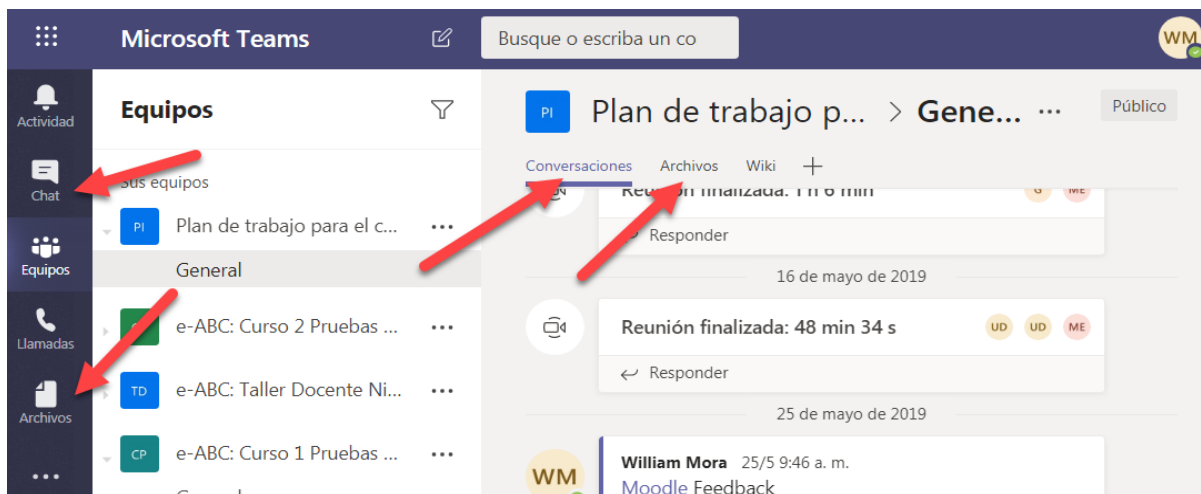 Microsoft Teams
Busque o escriba un co
WM
Actividad
Chat
Equipos
Llamadas
Archivos
Equipos
Sus equipos
PI Plan de trabajo para el c...
General
e-ABC: Curso 2 Pruebas ...
TD e-ABC: Taller Docente Ni...
CP e-ABC: Curso 1 Pruebas ...
General
PI Plan de trabajo p... > Gene... Público
Conversaciones Archivos Wiki
Reunión finalizada: 1 h 6 min G ME
Responder
16 de mayo de 2019
Reunión finalizada: 48 min 34 s UD UD ME
Responder
25 de mayo de 2019
WM William Mora 25/5 9:46 a. m.
Moodle Feedback